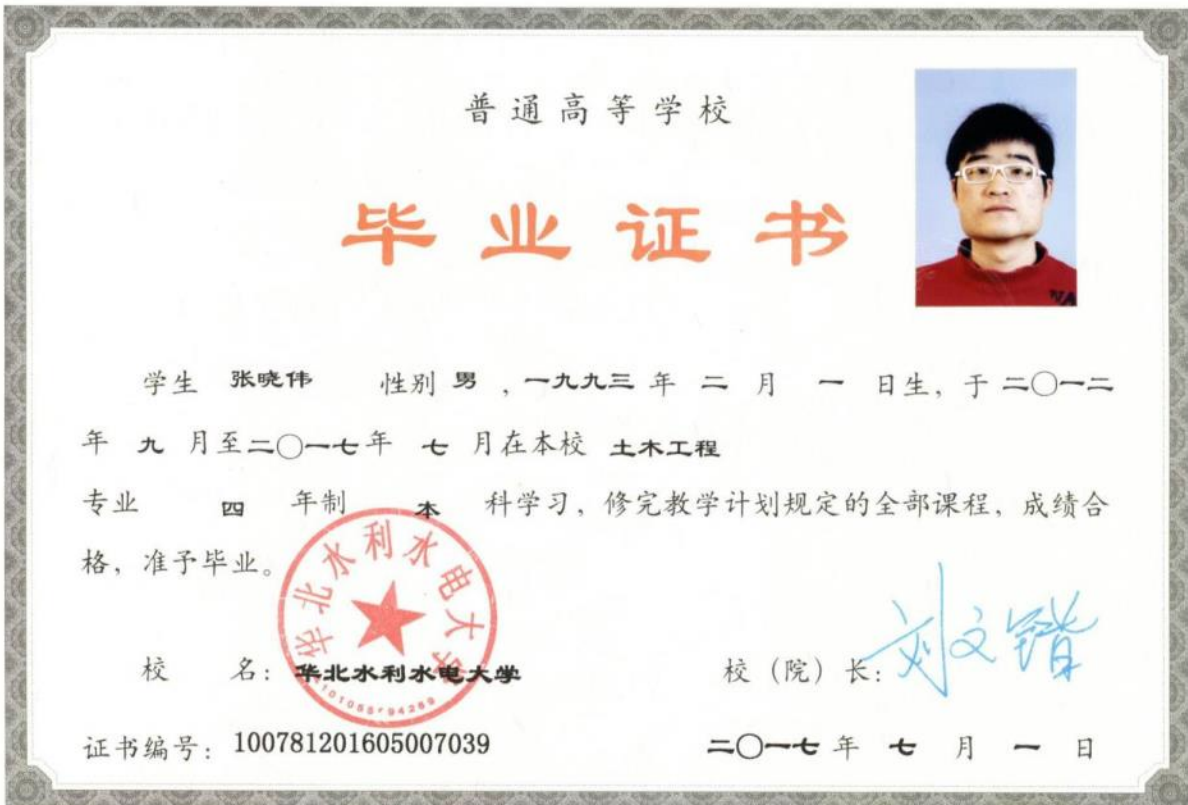 普通高等学校
毕业证书
学生 张晓伟 性别 男 ，一九九三 年 二 月 一 日生，于 二〇一二
年 九 月至二〇一七年 七 月在本校 土木工程
专业 四 年制 本 科学习，修完教学计划规定的全部课程，成绩合
格，准予毕业。
华北水利水电大学
校 名：华北水利水电大学 校（院）长：刘文锴
证书编号：100781201605007039 二〇一七 年 七 月 一 日